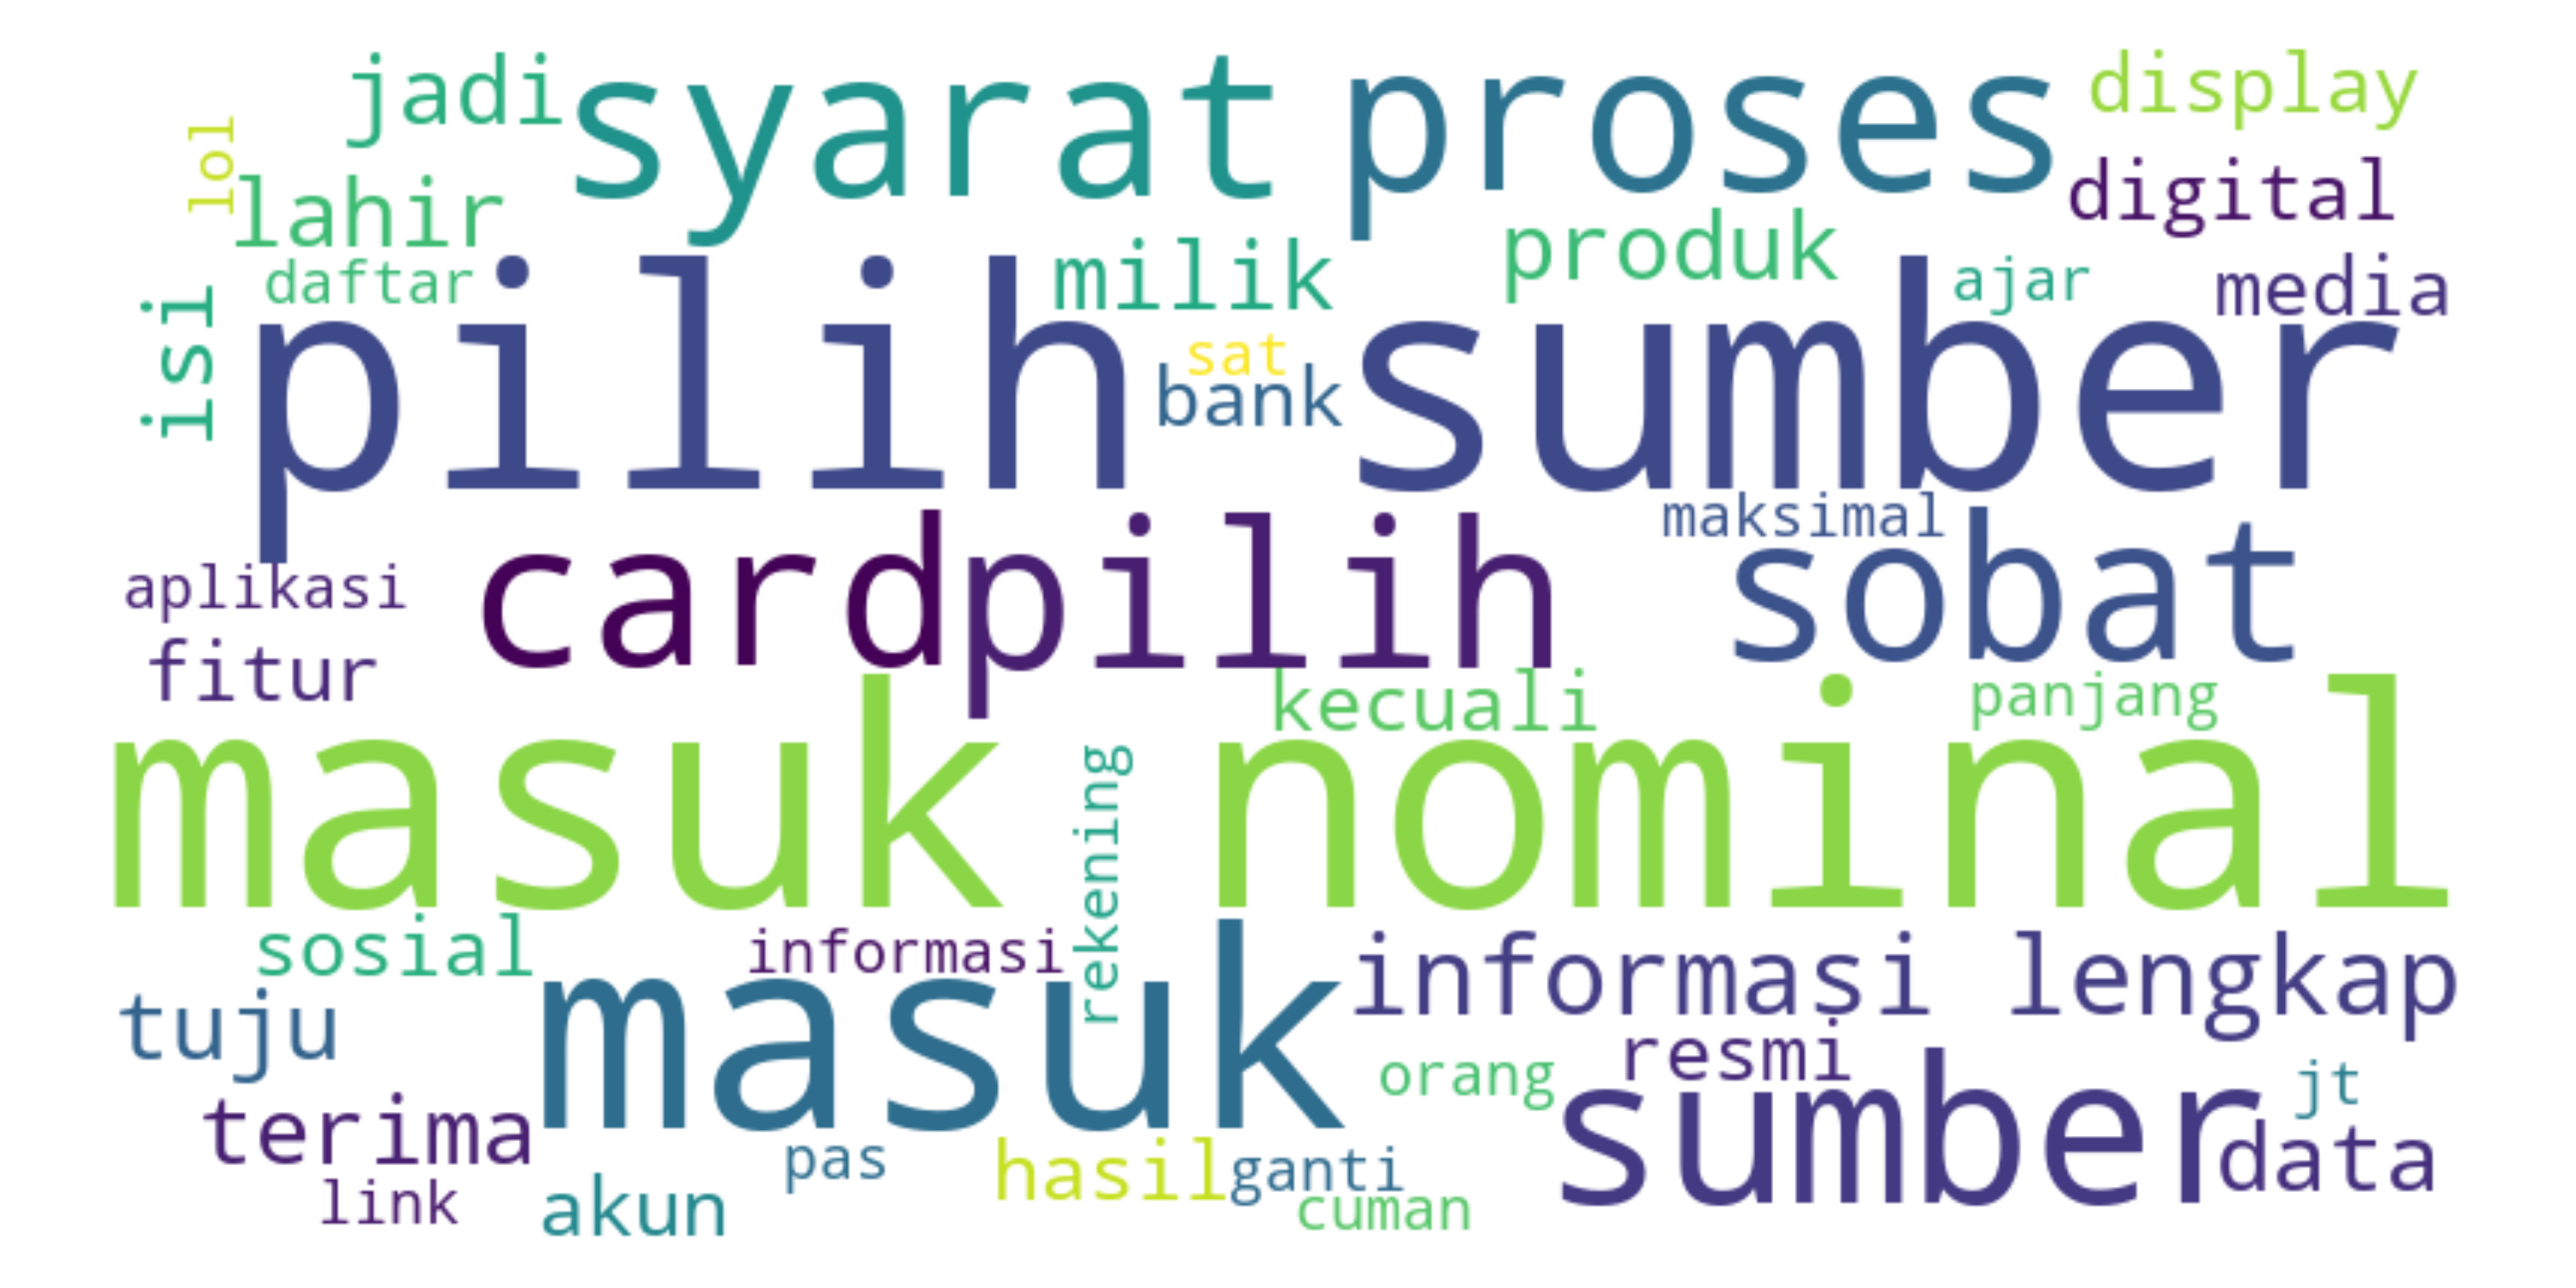 jadi
syarat
proses
display
lol
lahir
digital
daftar
milik
produk
ajar
media
isi
pilih sumber
sat
bank
maksimal
aplikasi
card
pilih
sobat
fitur
kecuali
panjang
masuk nominal
rekening
sosial
informasi
informasi lengkap
tuju
masuk
orang
resmi
jt
terima
sumber
data
pas
hasil
ganti
link
akun
cuman